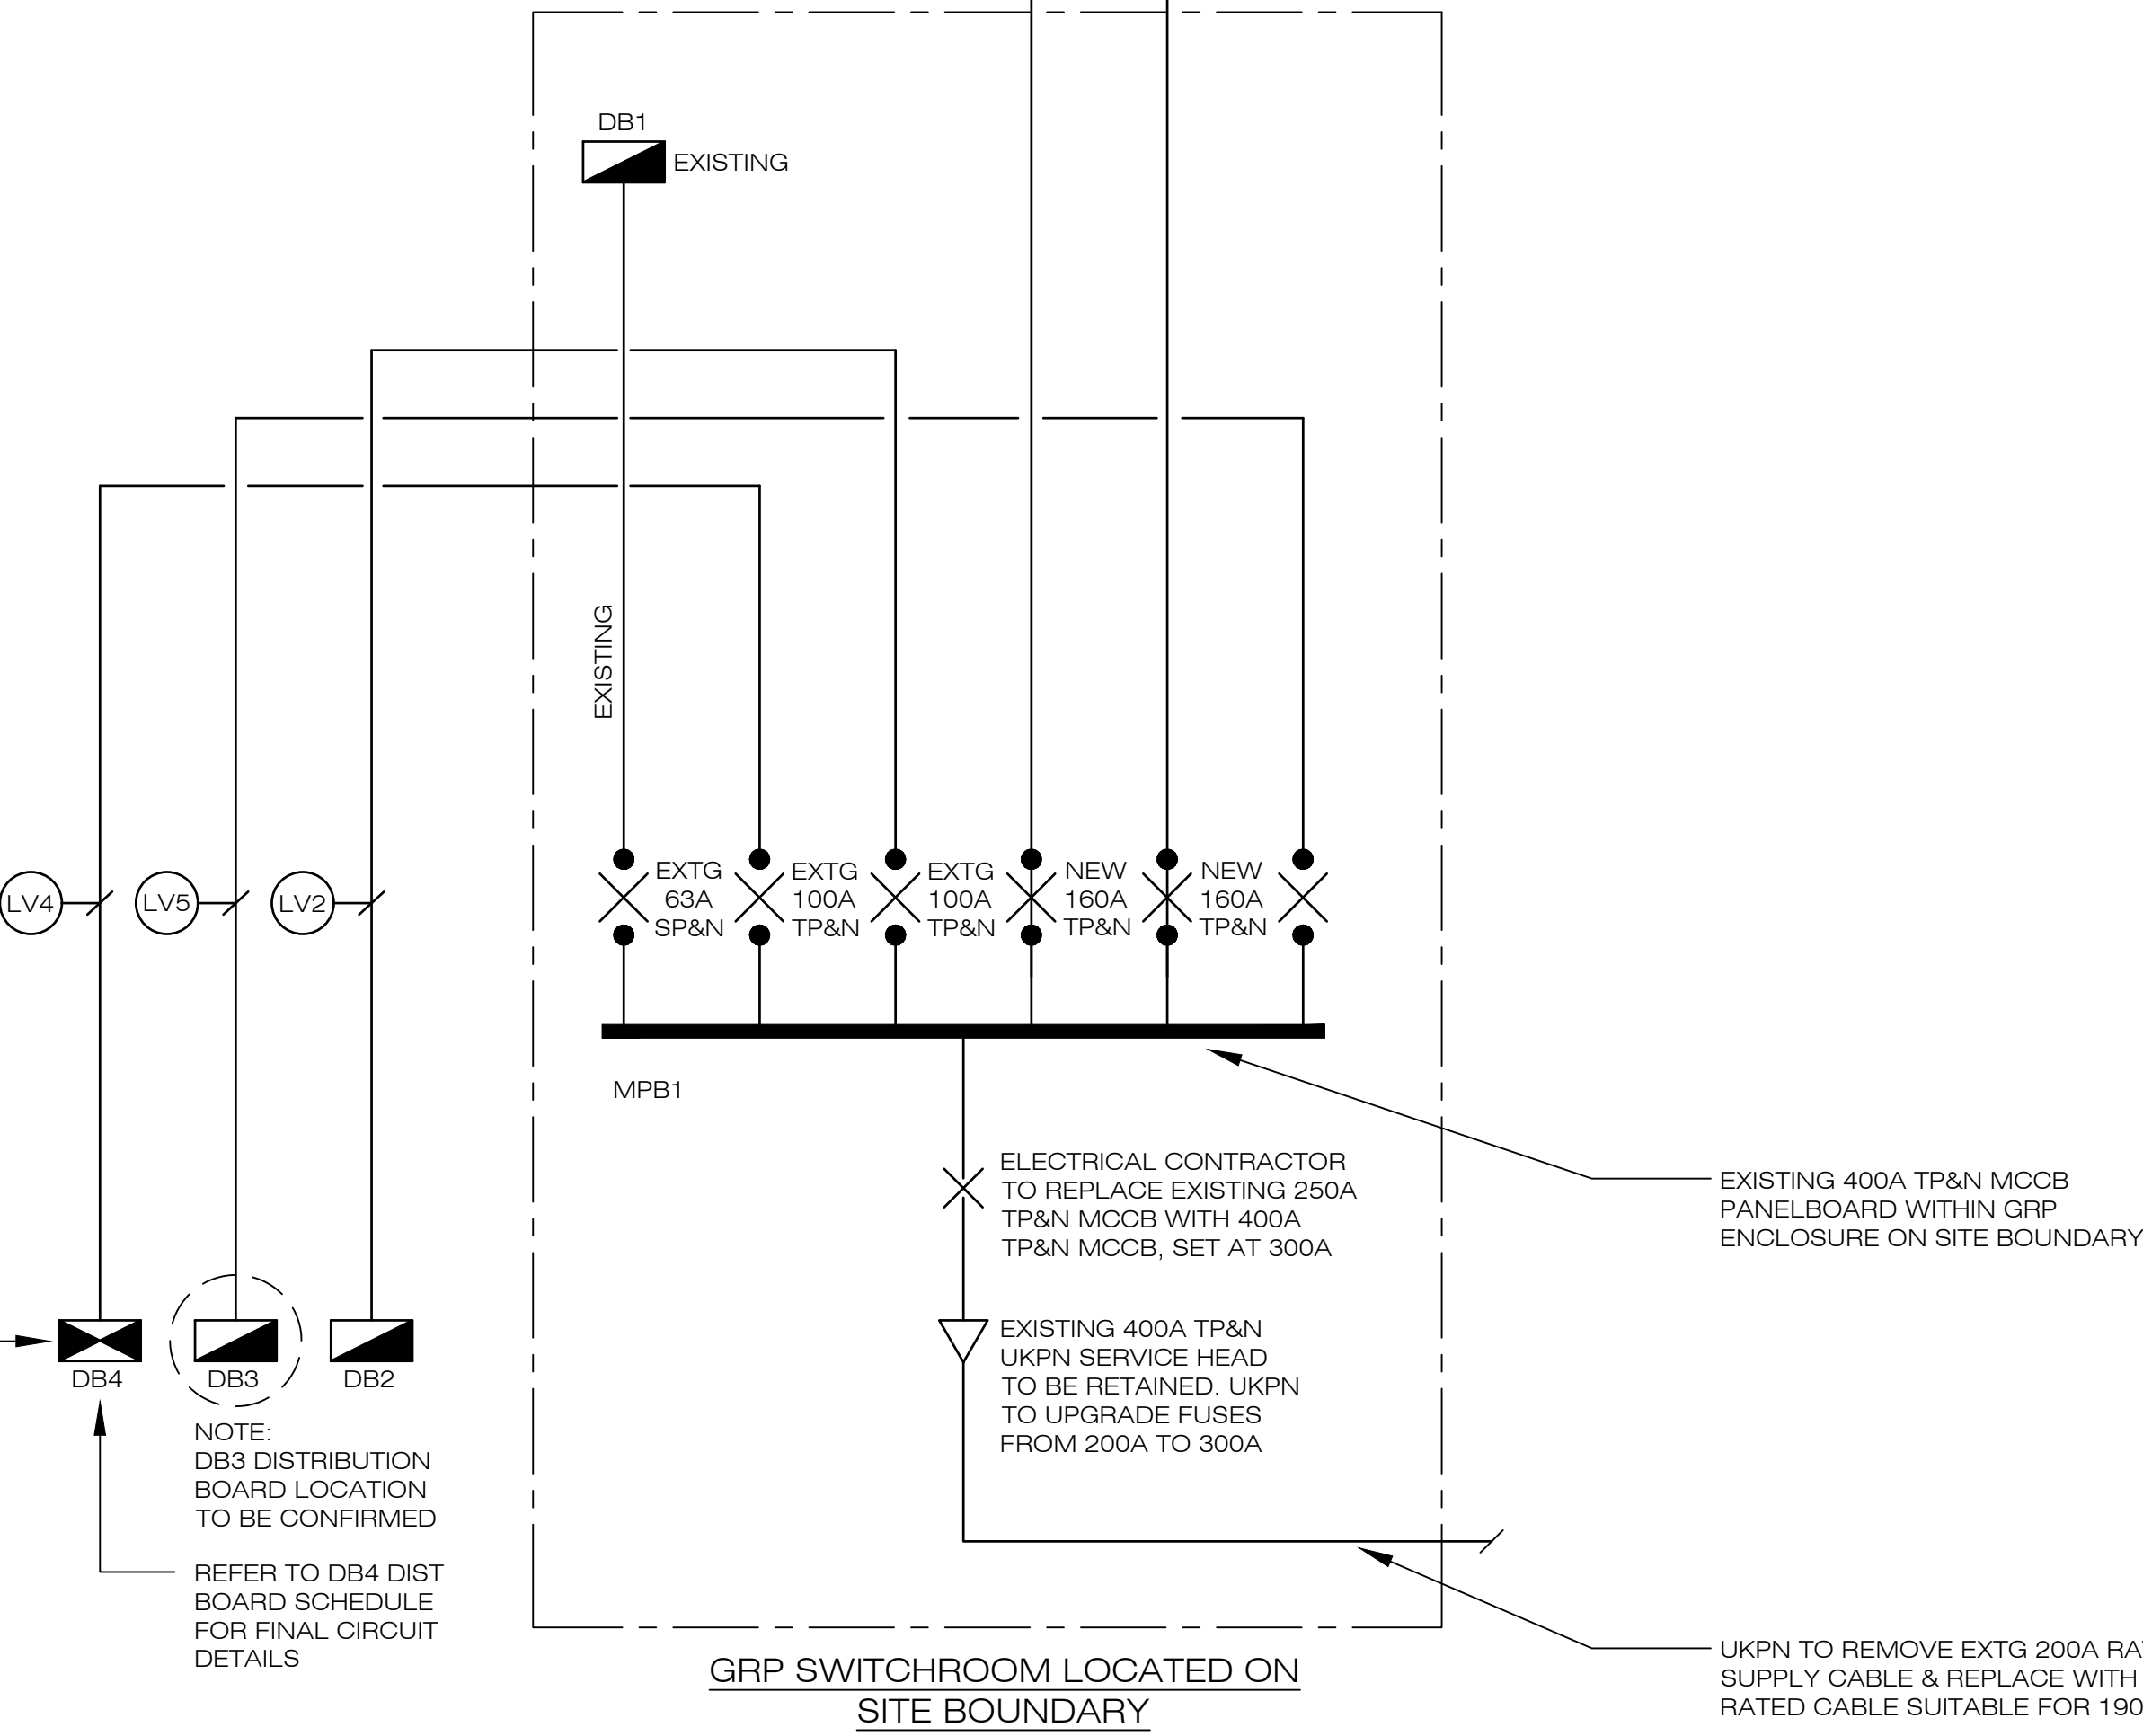 DB1
EXISTING
EXISTING
LV4
LV5
LV2
EXTG
63A
SP&N
EXTG
100A
TP&N
EXTG
100A
TP&N
NEW
160A
TP&N
NEW
160A
TP&N
MPB1
ELECTRICAL CONTRACTOR
TO REPLACE EXISTING 250A
TP&N MCCB WITH 400A
TP&N MCCB, SET AT 300A
EXISTING 400A TP&N MCCB
PANELBOARD WITHIN GRP
ENCLOSURE ON SITE BOUNDARY
EXISTING 400A TP&N
UKPN SERVICE HEAD
TO BE RETAINED. UKPN
TO UPGRADE FUSES
FROM 200A TO 300A
DB4
DB3
DB2
NOTE:
DB3 DISTRIBUTION
BOARD LOCATION
TO BE CONFIRMED
REFER TO DB4 DIST
BOARD SCHEDULE
FOR FINAL CIRCUIT
DETAILS
GRP SWITCHROOM LOCATED ON
SITE BOUNDARY
UKPN TO REMOVE EXTG 200A
SUPPLY CABLE & REPLACE WITH
RATED CABLE SUITABLE FOR 190